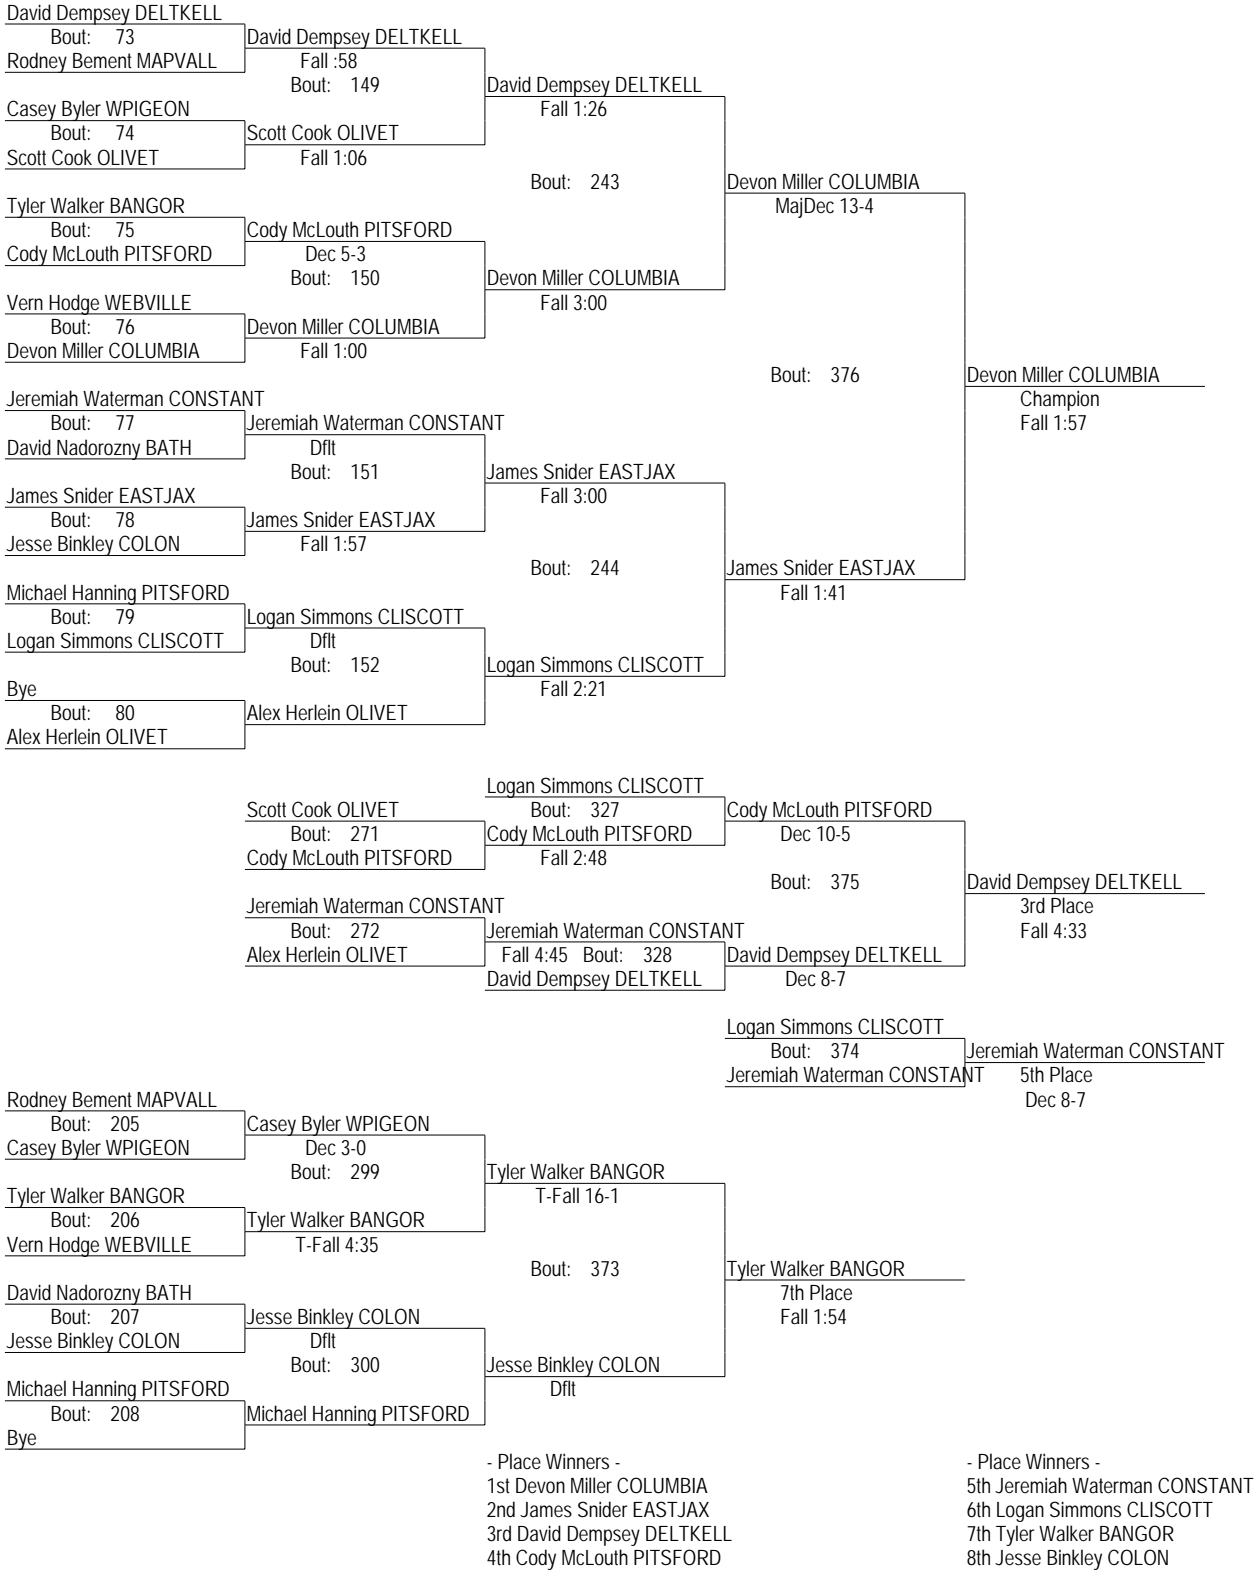 David Dempsey DELTKELL
Bout: 73
Rodney Bement MAPVALL
David Dempsey DELTKELL
Fall :58
Bout: 149
Casey Byler WPIGEON
Bout: 74
Scott Cook OLIVET
Scott Cook OLIVET
Fall 1:06
David Dempsey DELTKELL
Fall 1:26
Bout: 243
Tyler Walker BANGOR
Bout: 75
Cody McLouth PITSFORD
Cody McLouth PITSFORD
Dec 5-3
Bout: 150
Vern Hodge WEBVILLE
Bout: 76
Devon Miller COLUMBIA
Devon Miller COLUMBIA
Fall 1:00
Devon Miller COLUMBIA
Fall 3:00
Devon Miller COLUMBIA
MajDec 13-4
Bout: 376
Devon Miller COLUMBIA
Champion
Fall 1:57
Jeremiah Waterman CONSTANT
Bout: 77
David Nadorozny BATH
Jeremiah Waterman CONSTANT
Dflt
Bout: 151
James Snider EASTJAX
Bout: 78
Jesse Binkley COLON
James Snider EASTJAX
Fall 1:57
James Snider EASTJAX
Fall 3:00
Bout: 244
James Snider EASTJAX
Fall 1:41
Michael Hanning PITSFORD
Bout: 79
Logan Simmons CLISCOTT
Logan Simmons CLISCOTT
Dflt
Bout: 152
Bye
Bout: 80
Alex Herlein OLIVET
Alex Herlein OLIVET
Logan Simmons CLISCOTT
Fall 2:21
Scott Cook OLIVET
Bout: 271
Cody McLouth PITSFORD
Logan Simmons CLISCOTT
Bout: 327
Cody McLouth PITSFORD
Fall 2:48
Cody McLouth PITSFORD
Dec 10-5
Bout: 375
David Dempsey DELTKELL
3rd Place
Fall 4:33
Jeremiah Waterman CONSTANT
Bout: 272
Alex Herlein OLIVET
Jeremiah Waterman CONSTANT
Fall 4:45 Bout: 328
David Dempsey DELTKELL
David Dempsey DELTKELL
Dec 8-7
Logan Simmons CLISCOTT
Bout: 374
Jeremiah Waterman CONSTANT
Jeremiah Waterman CONSTANT
5th Place
Dec 8-7
Rodney Bement MAPVALL
Bout: 205
Casey Byler WPIGEON
Casey Byler WPIGEON
Dec 3-0
Bout: 299
Tyler Walker BANGOR
Bout: 206
Vern Hodge WEBVILLE
Tyler Walker BANGOR
T-Fall 4:35
Tyler Walker BANGOR
T-Fall 16-1
Bout: 373
Tyler Walker BANGOR
7th Place
Fall 1:54
David Nadorozny BATH
Bout: 207
Jesse Binkley COLON
Jesse Binkley COLON
Dflt
Bout: 300
Michael Hanning PITSFORD
Bout: 208
Bye
Michael Hanning PITSFORD
Jesse Binkley COLON
Dflt
- Place Winners -
1st Devon Miller COLUMBIA
2nd James Snider EASTJAX
3rd David Dempsey DELTKELL
4th Cody McLouth PITSFORD
- Place Winners -
5th Jeremiah Waterman CONSTANT
6th Logan Simmons CLISCOTT
7th Tyler Walker BANGOR
8th Jesse Binkley COLON